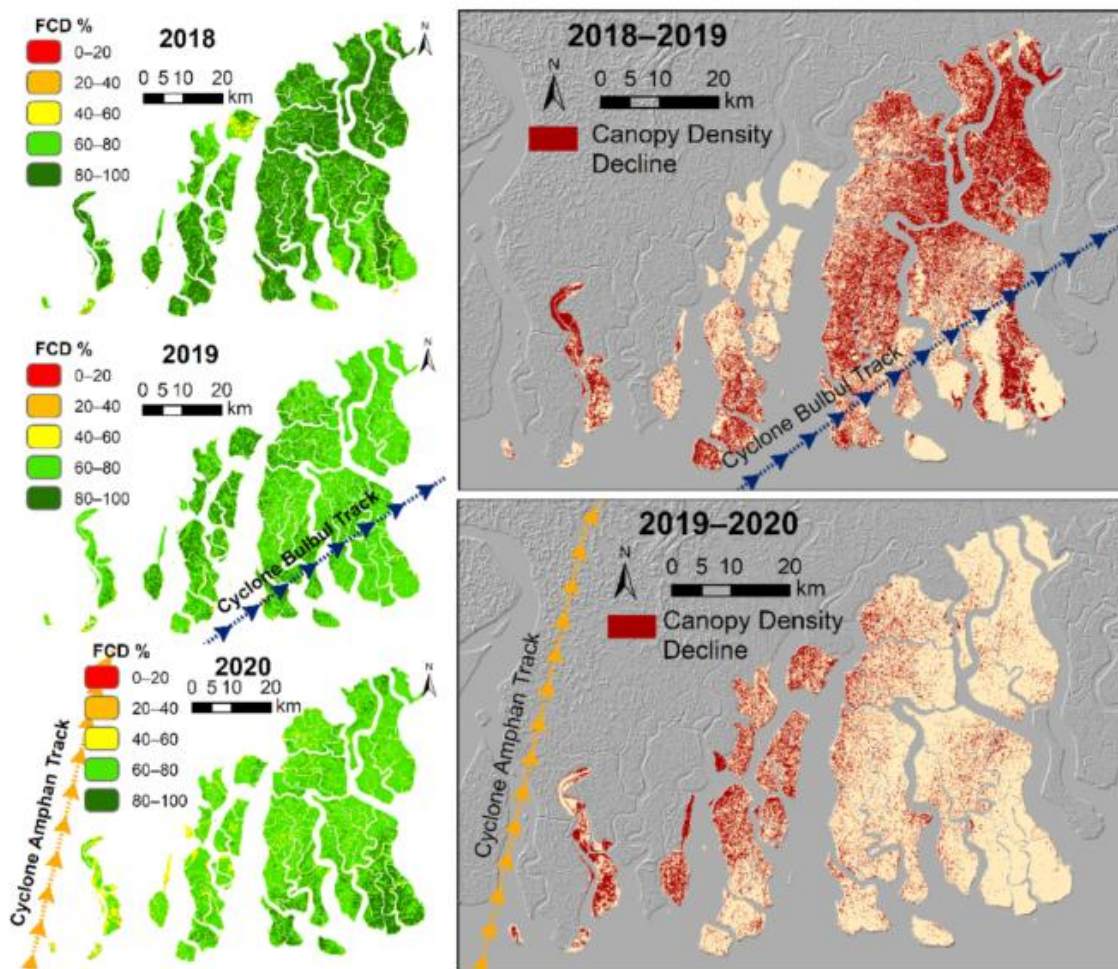 FCD %
2018
N
0–20
20–40
40–60
60–80
80–100
0 5 10 20
km
FCD %
2019
N
0–20
20–40
40–60
60–80
80–100
0 5 10 20
km
Cyclone Bulbul Track
FCD %
2020
N
0–20
20–40
40–60
60–80
80–100
0 5 10 20
km
Cyclone Amphan Track
2018–2019
N
0 5 10 20
km
Canopy Density
Decline
Cyclone Bulbul Track
2019–2020
N
0 5 10 20
km
Canopy Density
Decline
Cyclone Amphan Track